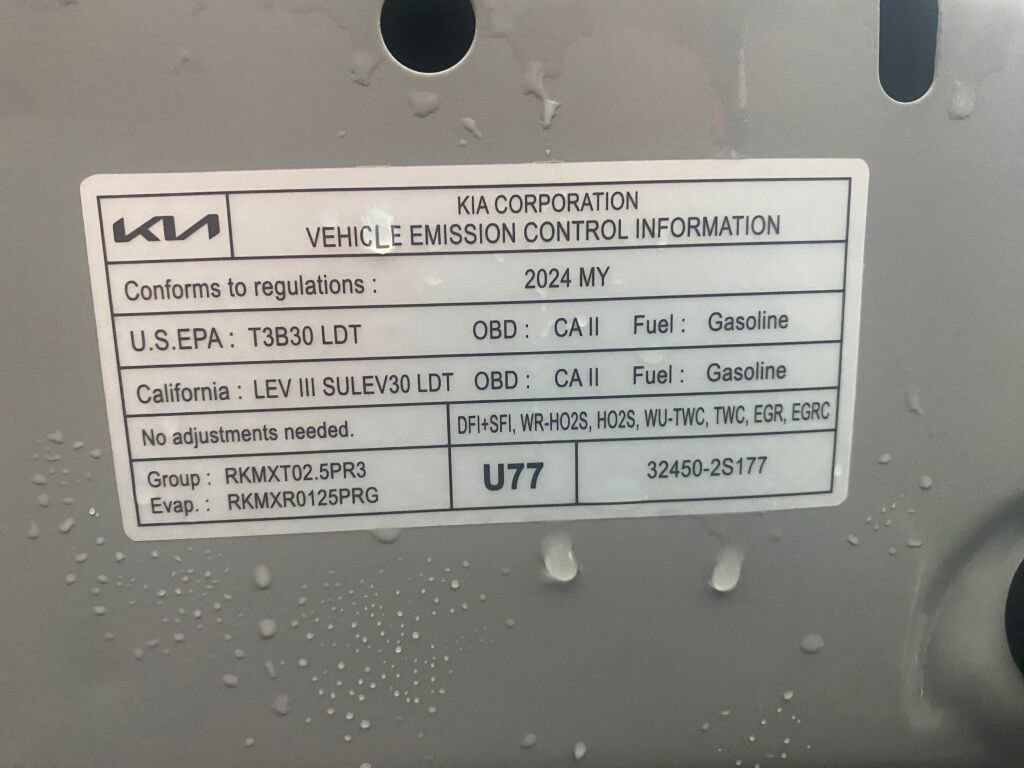 KIA
KIA CORPORATION
VEHICLE EMISSION CONTROL INFORMATION
Conforms to regulations : 2024 MY
U.S.EPA : T3B30 LDT OBD : CA II Fuel : Gasoline
California : LEV III SULEV30 LDT OBD : CA II Fuel : Gasoline
No adjustments needed. DFI+SFI, WR-HO2S, HO2S, WU-TWC, TWC, EGR, EGRC
Group : RKMXT02.5PR3
Evap. : RKMXR0125PRG
U77 32450-2S177